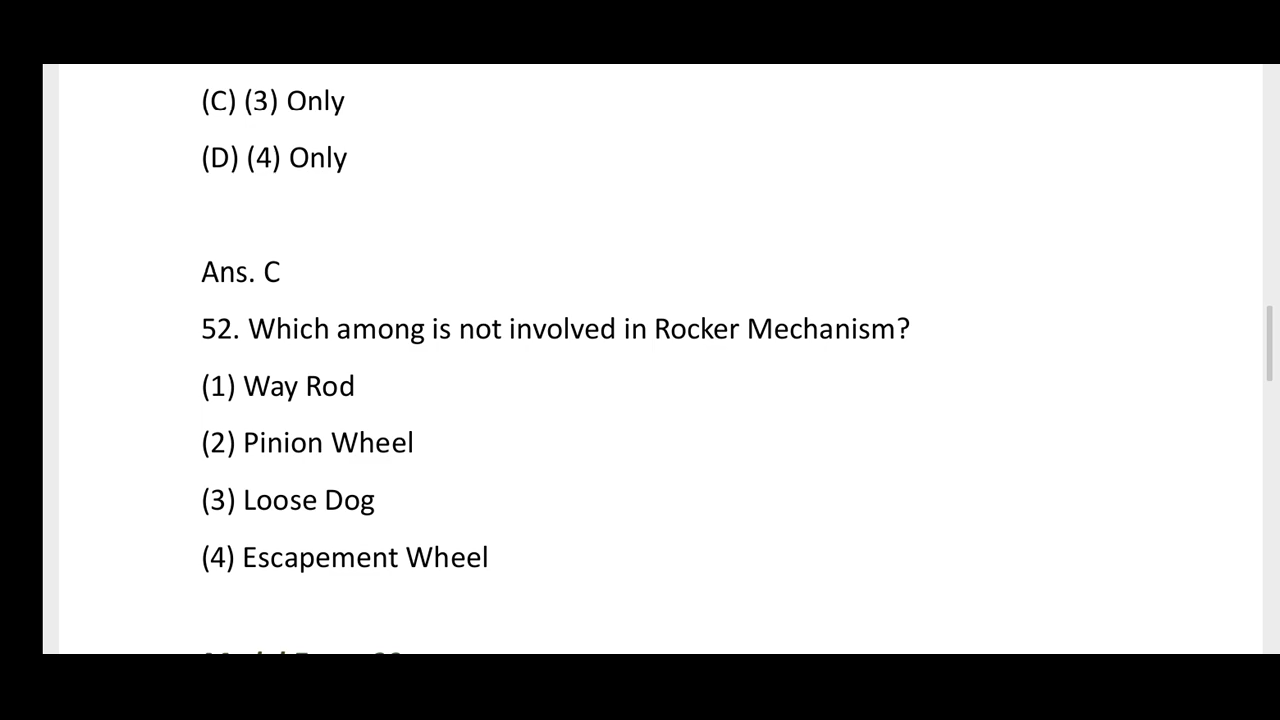 (C) (3) Only
(D) (4) Only
Ans. C
52. Which among is not involved in Rocker Mechanism?
(1) Way Rod
(2) Pinion Wheel
(3) Loose Dog
(4) Escapement Wheel